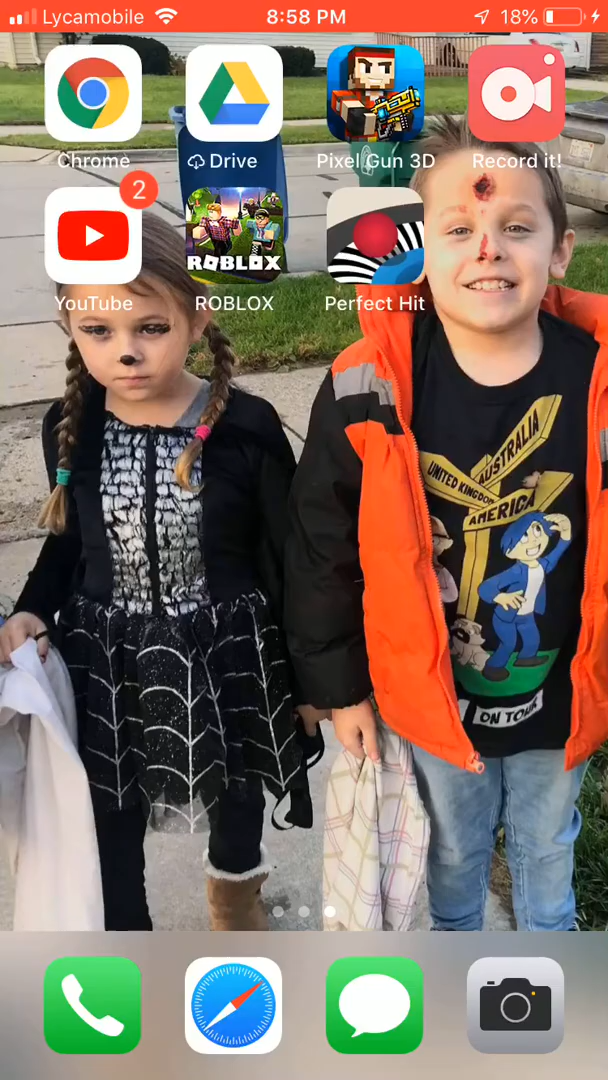 Lycamobile 8:58 PM 18%
Chrome Drive Pixel Gun 3D Record it!
2
ROBLOX
YouTube ROBLOX Perfect Hit
AUSTRALIA
UNITED KINGDOM
AMERICA
ON TOUR